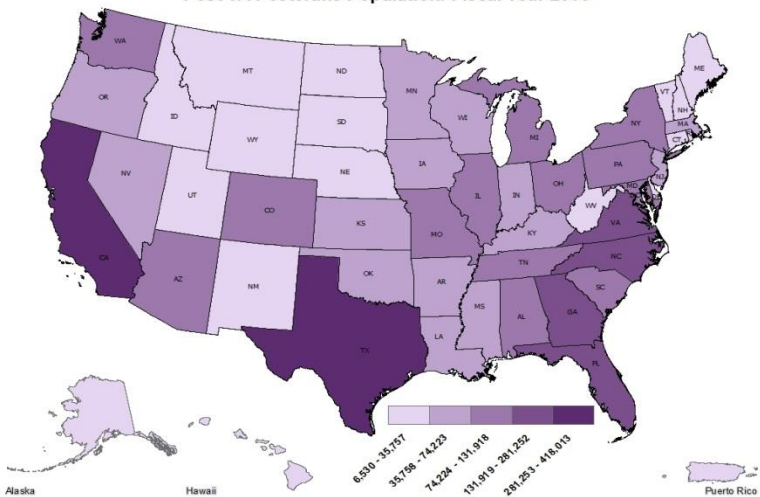 WA
MT
ND
MN
ME
VT
NH
OR
ID
SD
WI
MI
NY
MA
CT
WY
IA
PA
NJ
NE
NV
UT
CO
IL
IN
OH
MD
WV
VA
KS
MO
KY
CA
AZ
NM
OK
AR
TN
NC
SC
MS
AL
GA
TX
LA
FL
6,530 - 35,757
35,758 - 74,223
74,224 - 131,918
131,919 - 281,252
281,253 - 418,013
Alaska
Hawaii
Puerto Rico